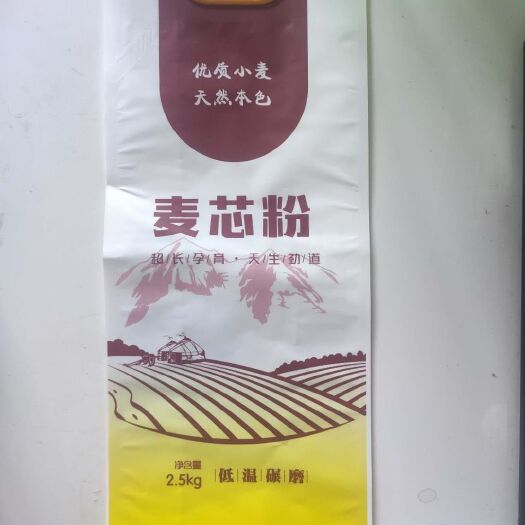 优质小麦
天然本色
麦芯粉
超/长/孕/育·天/生/劲/道
净含量
2.5kg
|低|温|碾|磨|